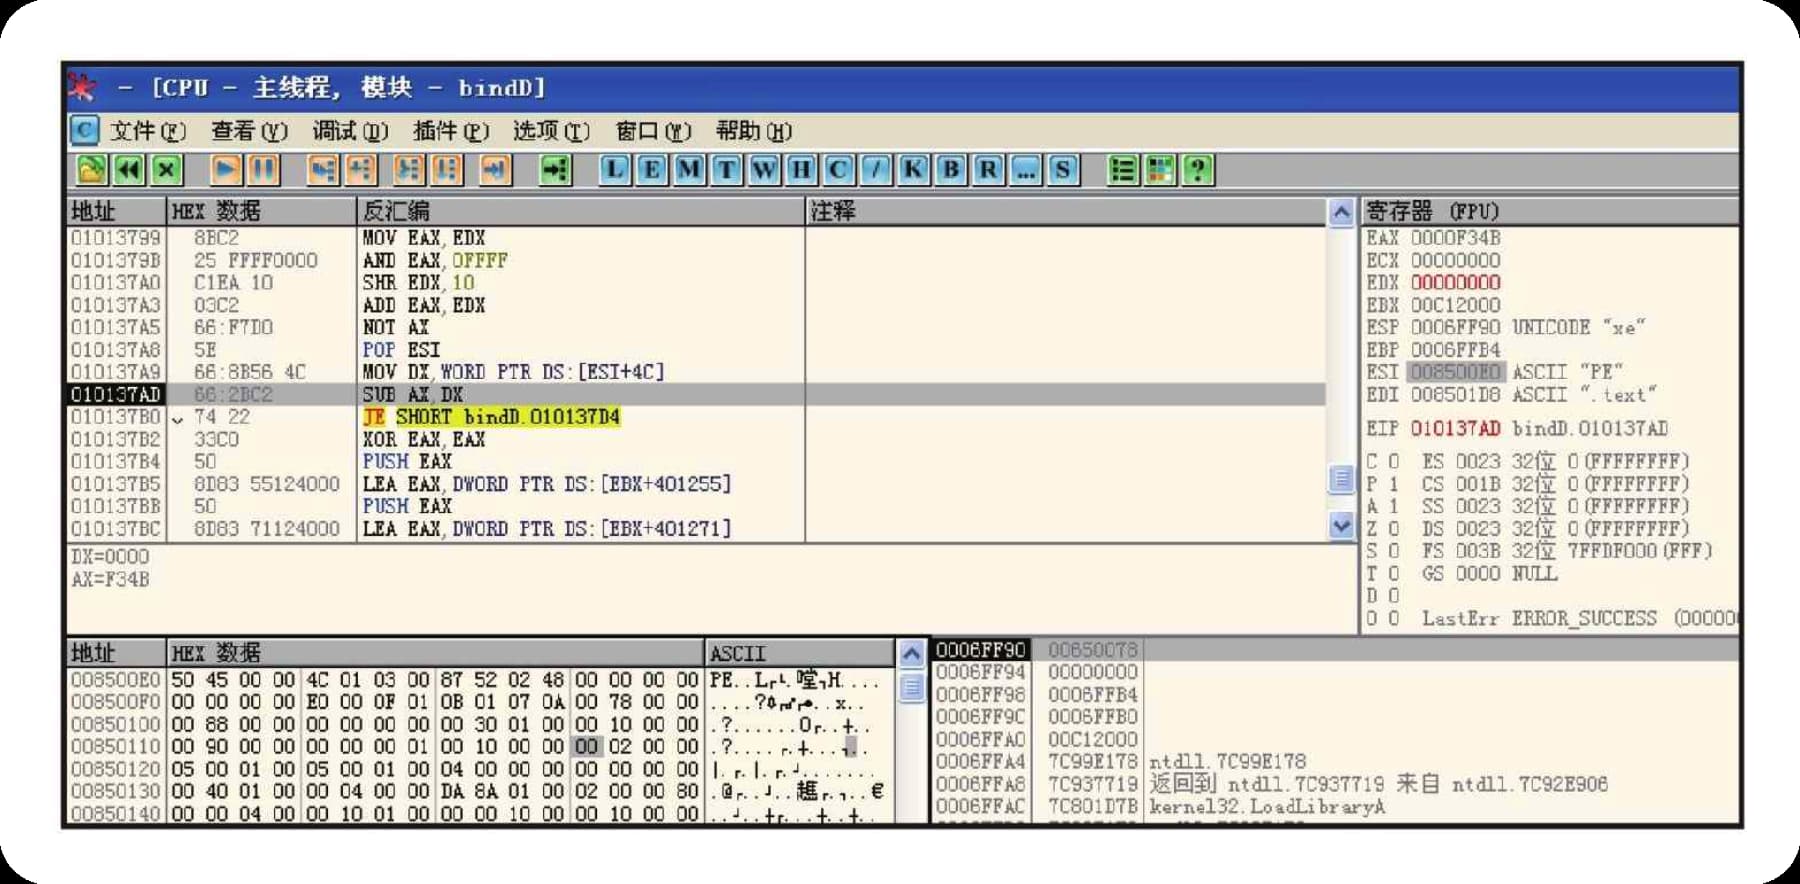 - [CPU - 主线程, 模块 - bindD]
C 文件(F) 查看(V) 调试(D) 插件(P) 选项(T) 窗口(W) 帮助(H)
L E M T W H C / K B R ... S ?
地址 HEX 数据 反汇编 注释
01013799 8BC2 MOV EAX,EDX
0101379B 25 FFFF0000 AND EAX,0FFFF
010137A0 C1EA 10 SHR EDX,10
010137A3 03C2 ADD EAX,EDX
010137A5 66:F7D0 NOT AX
010137A8 5E POP ESI
010137A9 66:8B56 4C MOV DX,WORD PTR DS:[ESI+4C]
010137AD 66:2BC2 SUB AX,DX
010137B0 74 22 JE SHORT bindD.010137D4
010137B2 33C0 XOR EAX,EAX
010137B4 50 PUSH EAX
010137B5 8D83 55124000 LEA EAX,DWORD PTR DS:[EBX+401255]
010137BB 50 PUSH EAX
010137BC 8D83 71124000 LEA EAX,DWORD PTR DS:[EBX+401271]
DX=0000
AX=F34B
寄存器 (FPU)
EAX 0000F34B
ECX 00000000
EDX 00000000
EBX 00C12000
ESP 0006FF90 UNICODE "xe"
EBP 0006FFB4
ESI 008500E0 ASCII "PE"
EDI 008501D8 ASCII ".text"
EIP 010137AD bindD.010137AD
C 0 ES 0023 32位 0(FFFFFFFF)
P 1 CS 001B 32位 0(FFFFFFFF)
A 1 SS 0023 32位 0(FFFFFFFF)
Z 0 DS 0023 32位 0(FFFFFFFF)
S 0 FS 003B 32位 7FFDF000(FFF)
T 0 GS 0000 NULL
D 0
O 0 LastErr ERROR_SUCCESS (00000
地址 HEX 数据 ASCII
008500E0 50 45 00 00 4C 01 03 00 87 52 02 48 00 00 00 00
008500F0 00 00 00 00 E0 00 0F 01 0B 01 07 0A 00 78 00 00
00850100 00 88 00 00 00 00 00 00 00 30 01 00 00 10 00 00
00850110 00 90 00 00 00 00 00 01 00 10 00 00 00 02 00 00
00850120 05 00 01 00 05 00 01 00 04 00 00 00 00 00 00 00
00850130 00 40 01 00 00 04 00 00 DA 8A 01 00 02 00 00 80
00850140 00 00 04 00 00 10 01 00 00 00 10 00 00 10 00 00
0006FF90 00650078
0006FF94 00000000
0006FF98 0006FFB4
0006FF9C 0006FFB0
0006FFA0 00C12000
0006FFA4 7C99E178 ntdll.7C99E178
0006FFA8 7C937719 返回到 ntdll.7C937719 来自 ntdll.7C92E906
0006FFAC 7C801D7B kernel32.LoadLibraryA